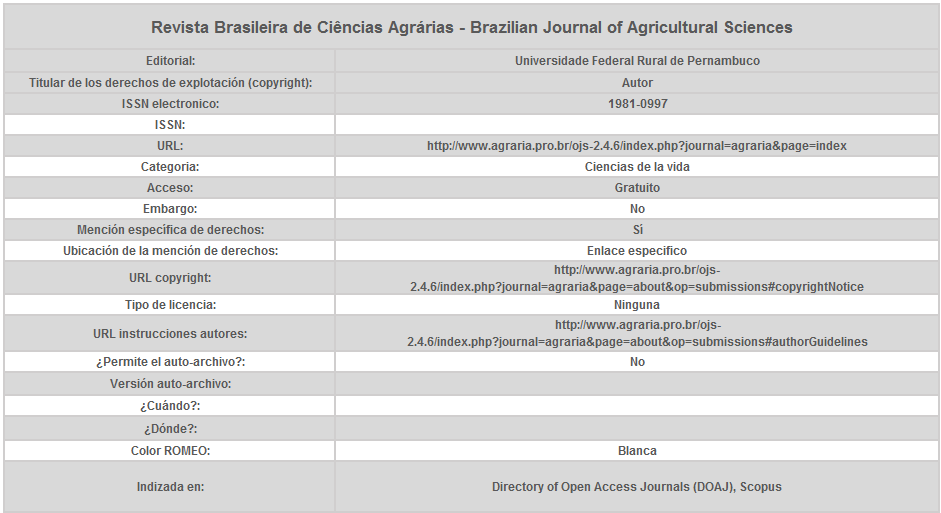 Revista Brasileira de Ciências Agrárias - Brazilian Journal of Agricultural Sciences
Editorial: Universidade Federal Rural de Pernambuco
Titular de los derechos de explotación (copyright): Autor
ISSN electronico: 1981-0997
ISSN:
URL: http://www.agraria.pro.br/ojs-2.4.6/index.php?journal=agraria&page=index
Categoria: Ciencias de la vida
Acceso: Gratuito
Embargo: No
Mención específica de derechos: Sí
Ubicación de la mención de derechos: Enlace especifico
URL copyright: http://www.agraria.pro.br/ojs-
2.4.6/index.php?journal=agraria&page=about&op=submissions#copyrightNotice
Tipo de licencia: Ninguna
URL instrucciones autores: http://www.agraria.pro.br/ojs-
2.4.6/index.php?journal=agraria&page=about&op=submissions#authorGuidelines
¿Permite el auto-archivo?: No
Versión auto-archivo:
¿Cuándo?:
¿Dónde?:
Color ROMEO: Blanca
Indizada en: Directory of Open Access Journals (DOAJ), Scopus